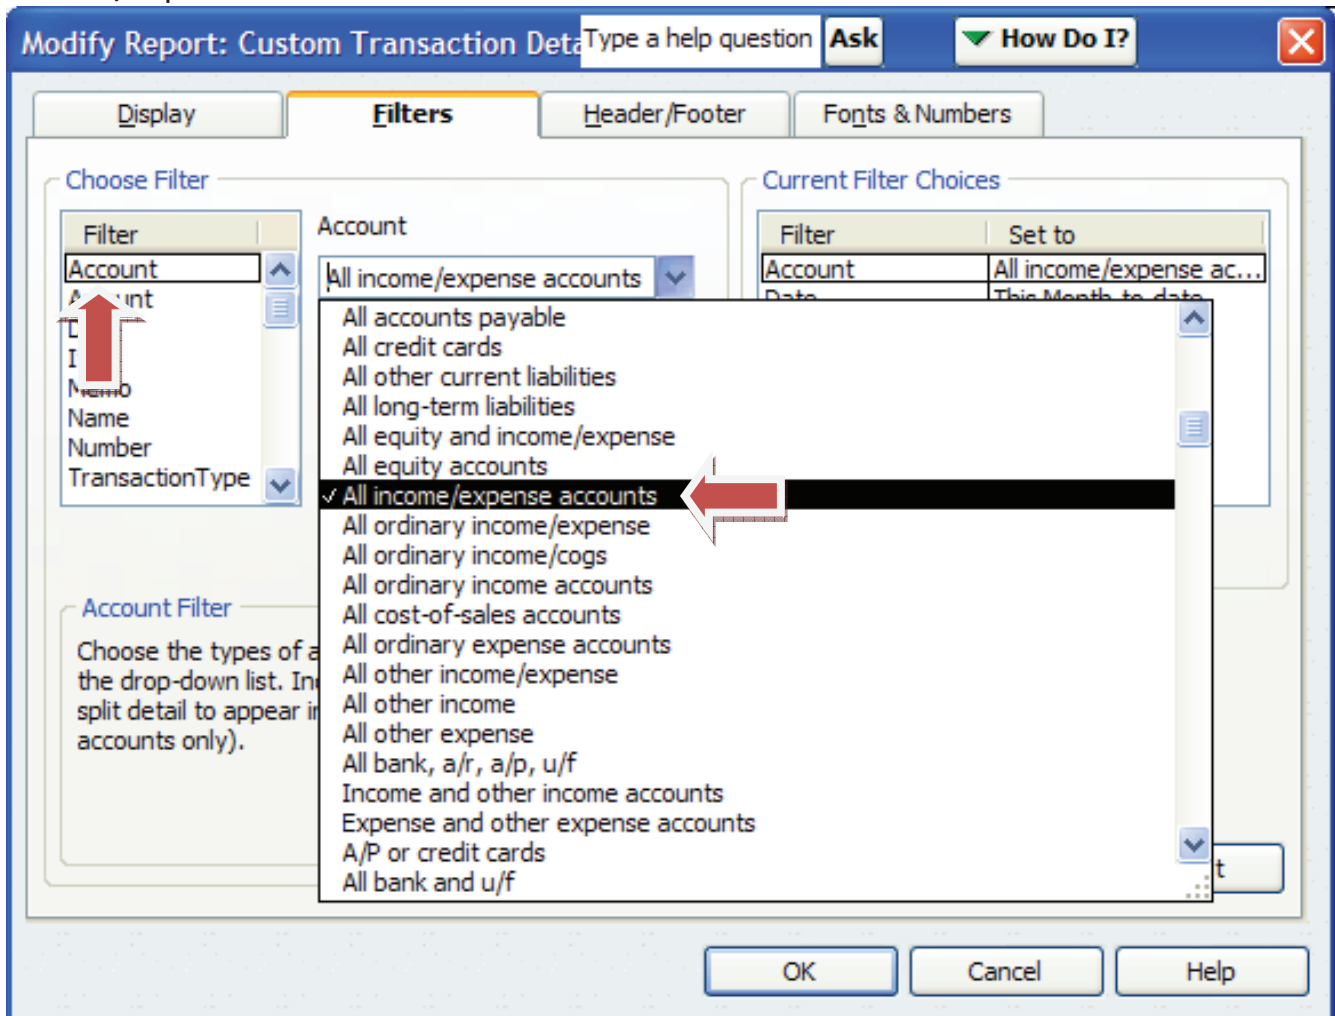 Modify Report: Custom Transaction Deta
Type a help question
Ask
How Do I?
Display
Filters
Header/Footer
Fonts & Numbers
Choose Filter
Filter
Account
Memo
Name
Number
TransactionType
Account
All income/expense accounts
All accounts payable
All credit cards
All other current liabilities
All long-term liabilities
All equity and income/expense
All equity accounts
✓ All income/expense accounts
All ordinary income/expense
All ordinary income/cogs
All ordinary income accounts
All cost-of-sales accounts
All ordinary expense accounts
All other income/expense
All other income
All other expense
All bank, a/r, a/p, u/f
Income and other income accounts
Expense and other expense accounts
A/P or credit cards
All bank and u/f
Current Filter Choices
Filter Set to
Account All income/expense ac...
Date This Month-to-date
Account Filter
Choose the types of a
the drop-down list. In
split detail to appear i
accounts only).
t
OK
Cancel
Help